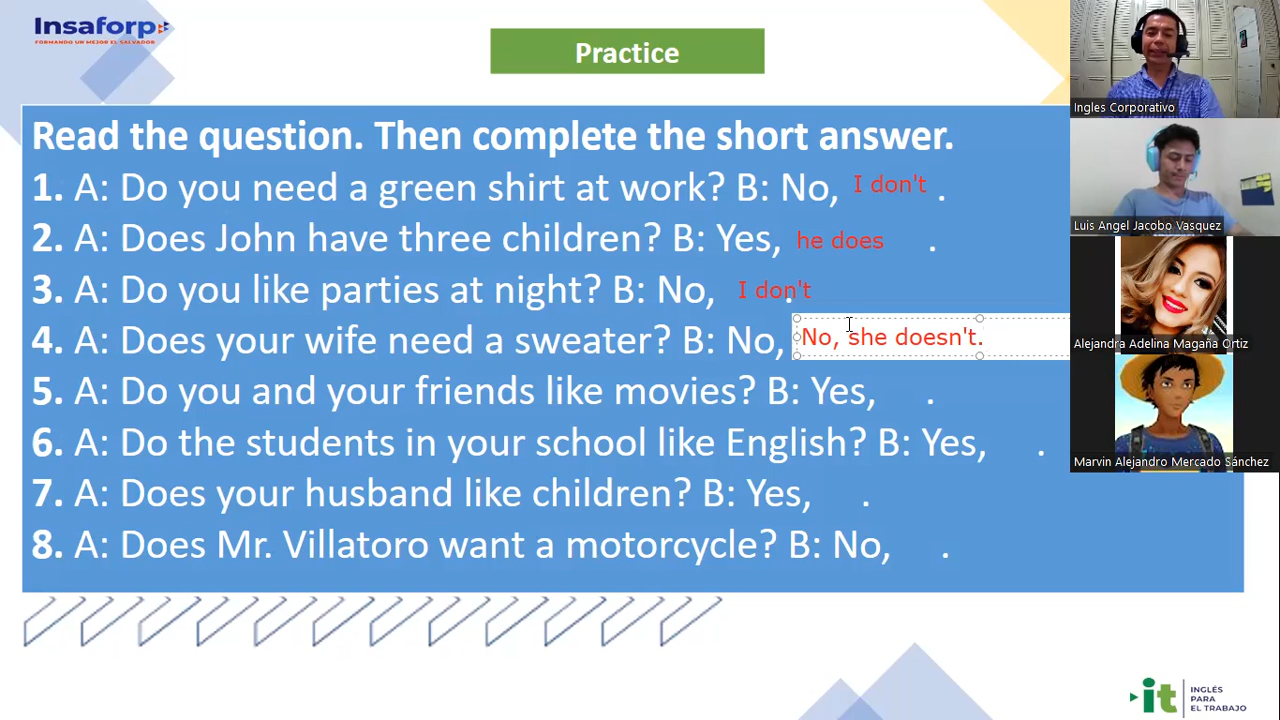 Insaforp
FORMANDO UN MEJOR EL SALVADOR
Practice
Read the question. Then complete the short answer.
1. A: Do you need a green shirt at work? B: No, I don't .
2. A: Does John have three children? B: Yes, he does .
3. A: Do you like parties at night? B: No, I don't .
4. A: Does your wife need a sweater? B: No, No, she doesn't.
5. A: Do you and your friends like movies? B: Yes, .
6. A: Do the students in your school like English? B: Yes, .
7. A: Does your husband like children? B: Yes, .
8. A: Does Mr. Villatoro want a motorcycle? B: No, .
Ingles Corporativo
Luis Angel Jacobo Vasquez
Alejandra Adelina Magaña Ortiz
Marvin Alejandro Mercado Sánchez
it
INGLÉS
PARA
EL TRABAJO